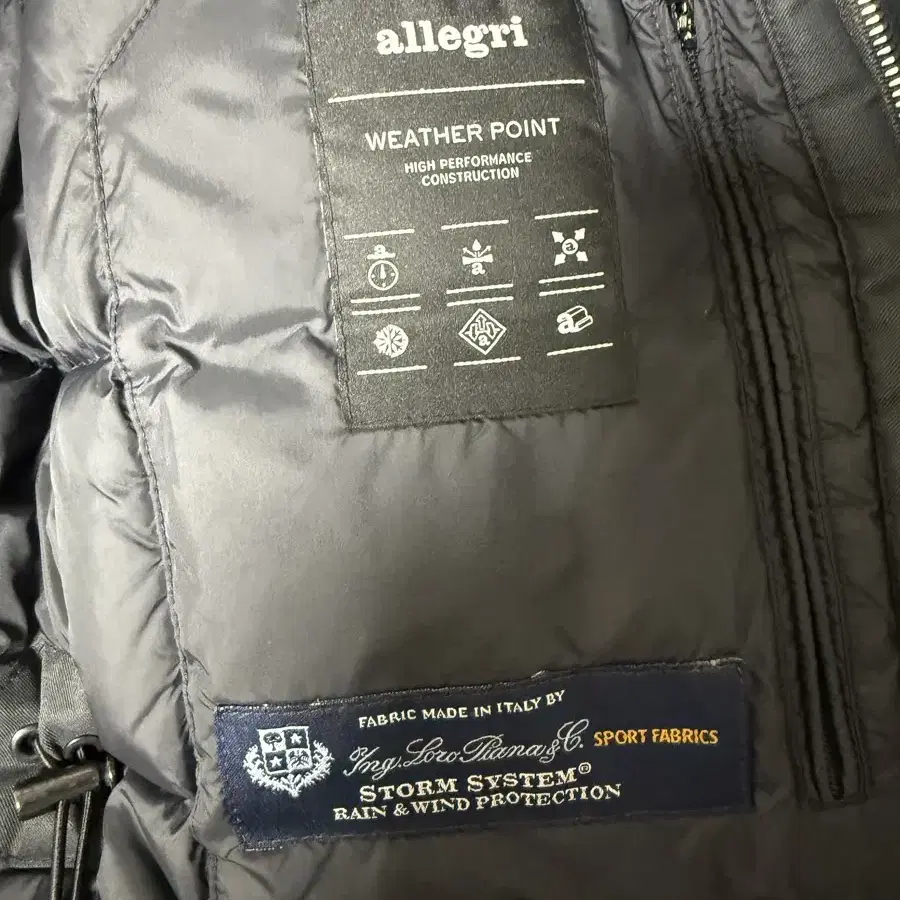 allegri
WEATHER POINT
HIGH PERFORMANCE
CONSTRUCTION
FABRIC MADE IN ITALY BY
Ing. Loro Piana & C. SPORT FABRICS
STORM SYSTEM®
RAIN & WIND PROTECTION